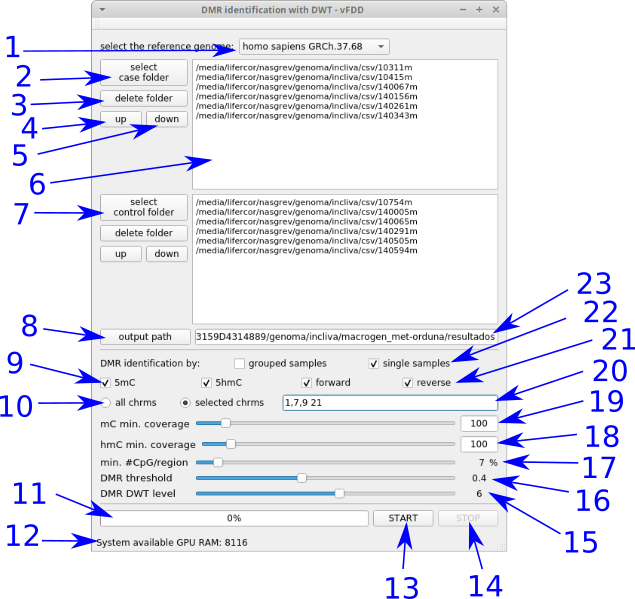 DMR identification with DWT - vFDD
1 select the reference genome: homo sapiens GRCh.37.68
2 select case folder
3 delete folder
4 up
5 down
6
/media/lifercor/nasgrev/genoma/incliva/csv/10311m
/media/lifercor/nasgrev/genoma/incliva/csv/10415m
/media/lifercor/nasgrev/genoma/incliva/csv/140067m
/media/lifercor/nasgrev/genoma/incliva/csv/140156m
/media/lifercor/nasgrev/genoma/incliva/csv/140261m
/media/lifercor/nasgrev/genoma/incliva/csv/140343m
7 select control folder
delete folder
up down
/media/lifercor/nasgrev/genoma/incliva/csv/10754m
/media/lifercor/nasgrev/genoma/incliva/csv/140005m
/media/lifercor/nasgrev/genoma/incliva/csv/140065m
/media/lifercor/nasgrev/genoma/incliva/csv/140291m
/media/lifercor/nasgrev/genoma/incliva/csv/140505m
/media/lifercor/nasgrev/genoma/incliva/csv/140594m
8 output path 3159D4314889/genoma/incliva/macrogen_met-orduna/resultados 23
DMR identification by: grouped samples single samples 22
9 5mC 5hmC forward reverse 21
10 all chrms selected chrms 1,7,9 21 20
mC min. coverage 100 19
hmC min. coverage 100 18
min. #CpG/region 7 % 17
DMR threshold 0.4 16
DMR DWT level 6 15
11 0% START STOP
12 System available GPU RAM: 8116
13 14